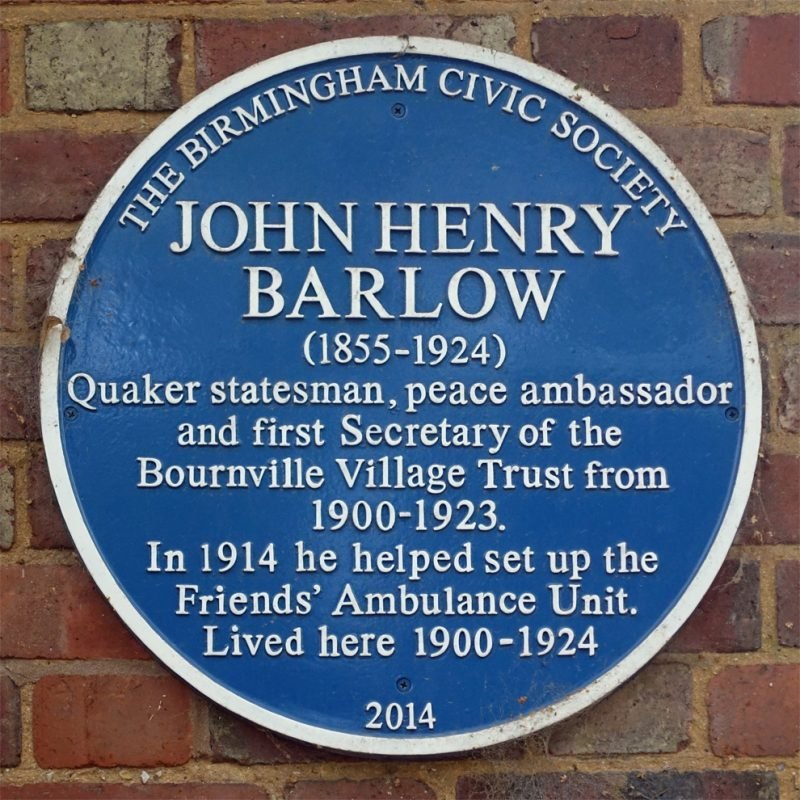 THE BIRMINGHAM CIVIC SOCIETY
JOHN HENRY
BARLOW
(1855-1924)
Quaker statesman, peace ambassador
and first Secretary of the
Bournville Village Trust from
1900-1923.
In 1914 he helped set up the
Friends' Ambulance Unit.
Lived here 1900-1924
2014